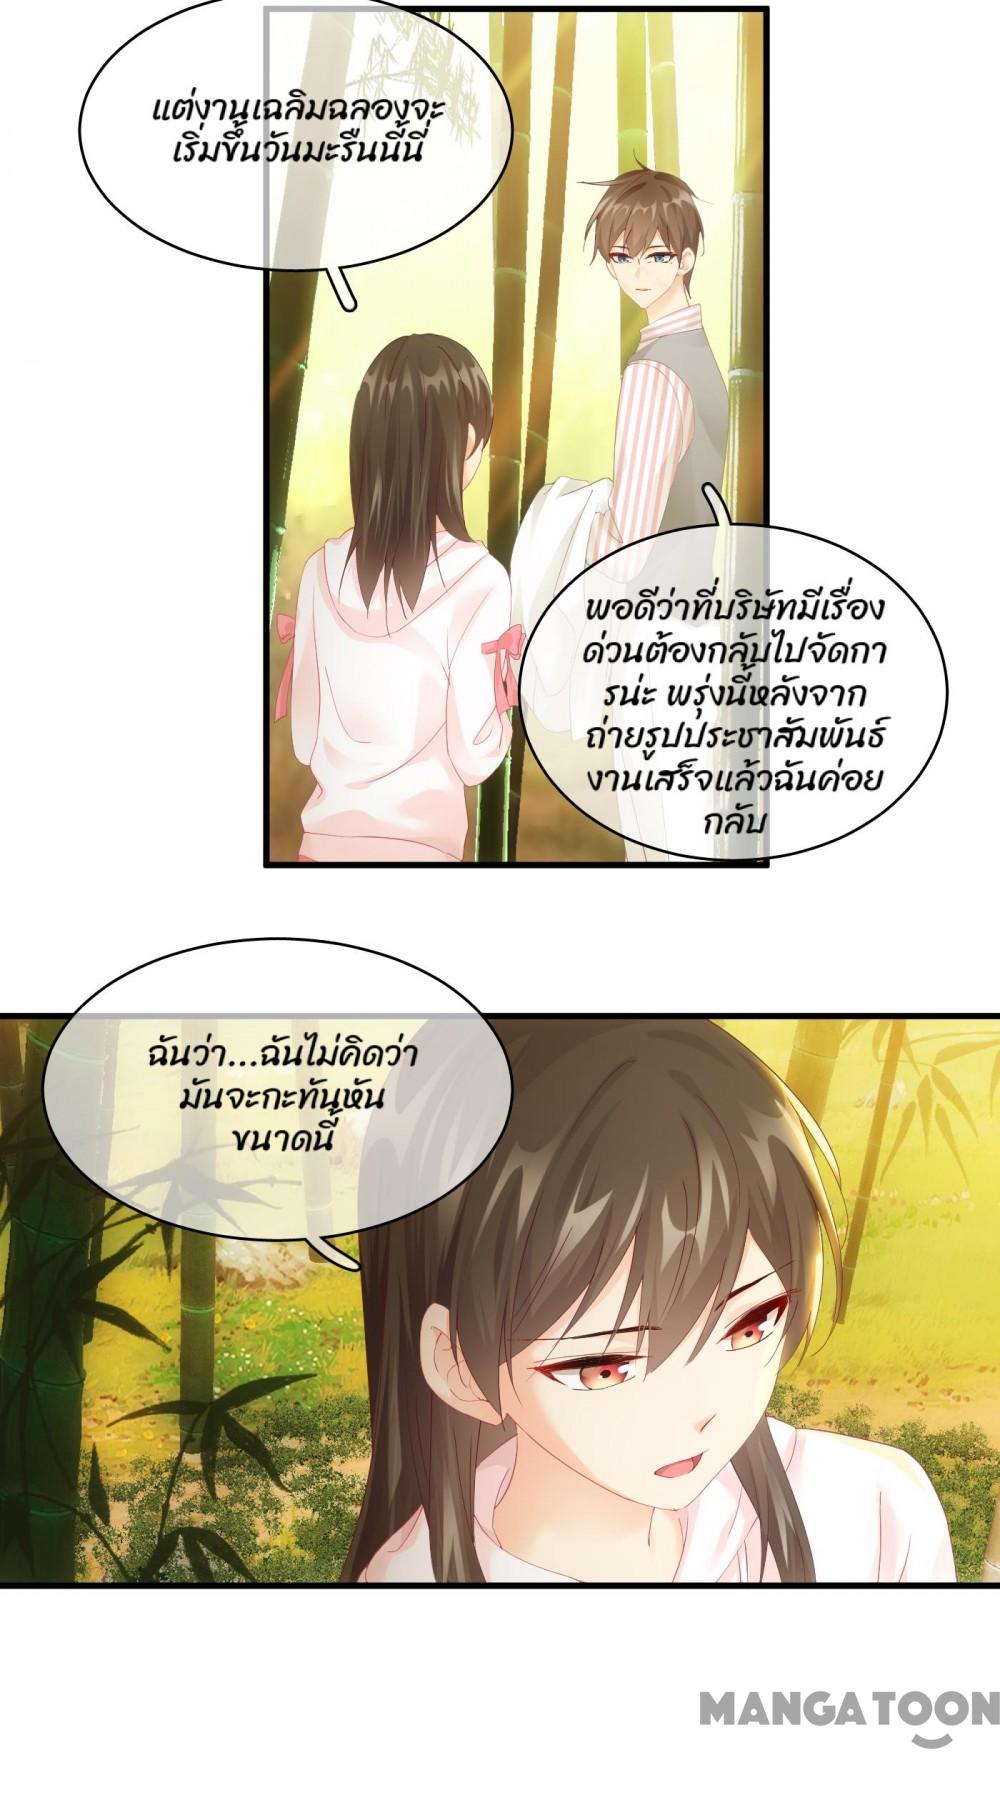 แต่งานเฉลิมฉลองจะ
เริ่มขึ้นวันมะรืนนี้นี่
พอดีว่าที่บริษัทมีเรื่อง
ด่วนต้องกลับไปจัดกา
รน่ะ พรุ่งนี้หลังจาก
ถ่ายรูปประชาสัมพันธ์
งานเสร็จแล้วฉันค่อย
กลับ
ฉันว่า...ฉันไม่คิดว่า
มันจะกะทันหัน
ขนาดนี้
MANGATOON